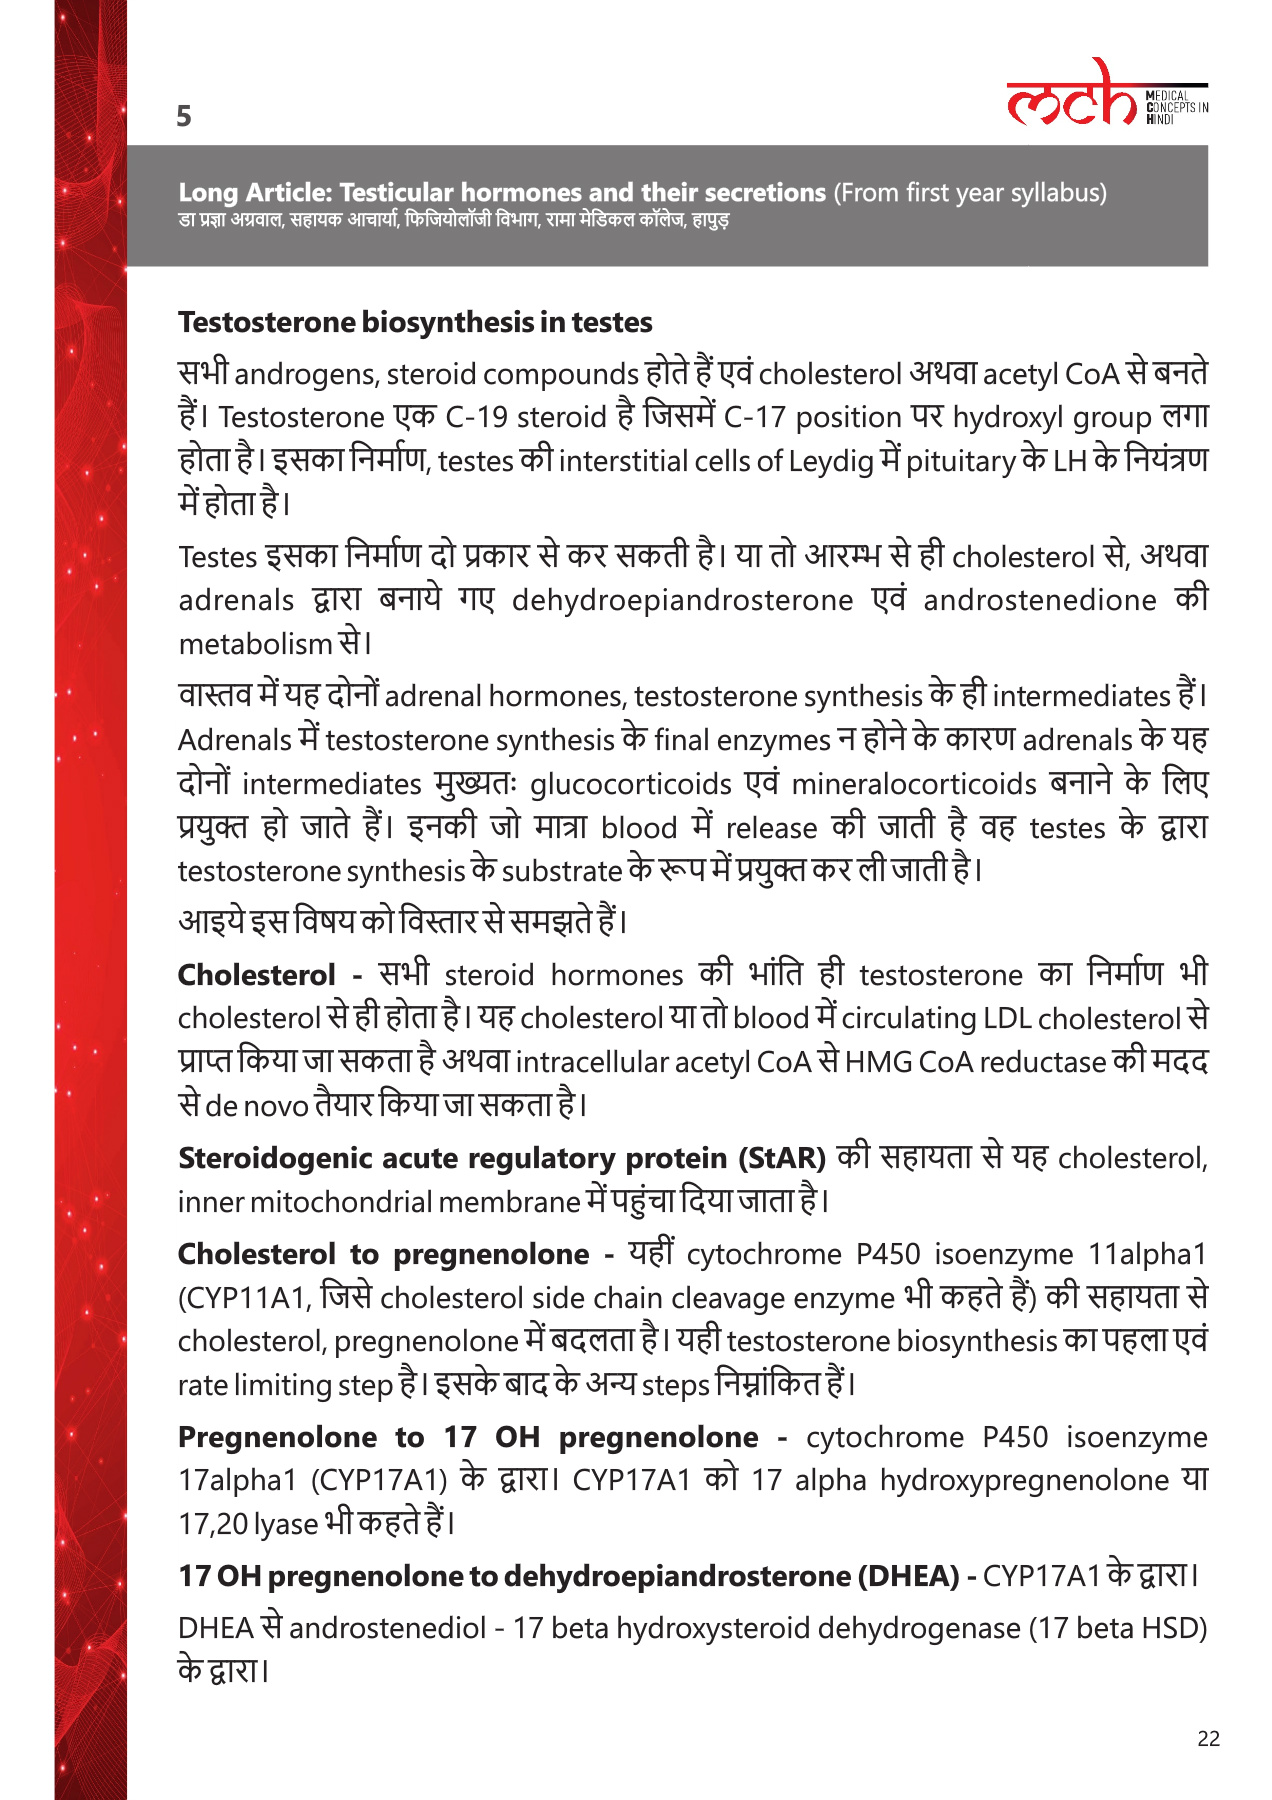 5
mch
MEDICAL
CONCEPTS IN
HINDI
Long Article: Testicular hormones and their secretions (From first year syllabus)
डा प्रज्ञा अग्रवाल, सहायक आचार्या, फिजियोलॉजी विभाग, रामा मेडिकल कॉलेज, हापुड़
Testosterone biosynthesis in testes
सभी androgens, steroid compounds होते हैं एवं cholesterol अथवा acetyl CoA से बनते
हैं। Testosterone एक C-19 steroid है जिसमें C-17 position पर hydroxyl group लगा
होता है। इसका निर्माण, testes की interstitial cells of Leydig में pituitary के LH के नियंत्रण
में होता है।
Testes इसका निर्माण दो प्रकार से कर सकती है। या तो आरम्भ से ही cholesterol से, अथवा
adrenals द्वारा बनाये गए dehydroepiandrosterone एवं androstenedione की
metabolism से।
वास्तव में यह दोनों adrenal hormones, testosterone synthesis के ही intermediates हैं।
Adrenals में testosterone synthesis के final enzymes न होने के कारण adrenals के यह
दोनों intermediates मुख्यतः glucocorticoids एवं mineralocorticoids बनाने के लिए
प्रयुक्त हो जाते हैं। इनकी जो मात्रा blood में release की जाती है वह testes के द्वारा
testosterone synthesis के substrate के रूप में प्रयुक्त कर ली जाती है।
आइये इस विषय को विस्तार से समझते हैं।
Cholesterol - सभी steroid hormones की भांति ही testosterone का निर्माण भी
cholesterol से ही होता है। यह cholesterol या तो blood में circulating LDL cholesterol से
प्राप्त किया जा सकता है अथवा intracellular acetyl CoA से HMG CoA reductase की मदद
से de novo तैयार किया जा सकता है।
Steroidogenic acute regulatory protein (StAR) की सहायता से यह cholesterol,
inner mitochondrial membrane में पहुंचा दिया जाता है।
Cholesterol to pregnenolone - यहीं cytochrome P450 isoenzyme 11alpha1
(CYP11A1, जिसे cholesterol side chain cleavage enzyme भी कहते हैं) की सहायता से
cholesterol, pregnenolone में बदलता है। यही testosterone biosynthesis का पहला एवं
rate limiting step है। इसके बाद के अन्य steps निम्नांकित हैं।
Pregnenolone to 17 OH pregnenolone - cytochrome P450 isoenzyme
17alpha1 (CYP17A1) के द्वारा। CYP17A1 को 17 alpha hydroxypregnenolone या
17,20 lyase भी कहते हैं।
17 OH pregnenolone to dehydroepiandrosterone (DHEA) - CYP17A1 के द्वारा।
DHEA से androstenediol - 17 beta hydroxysteroid dehydrogenase (17 beta HSD)
के द्वारा।
22